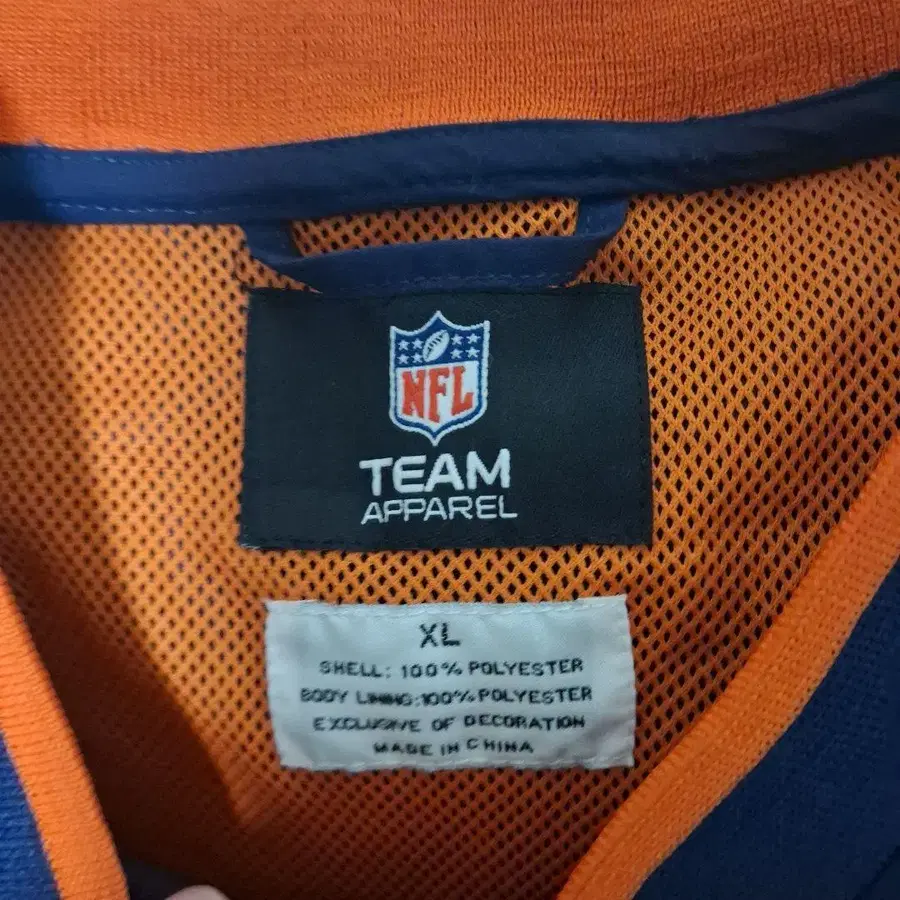 NFL
TEAM
APPAREL
XL
SHELL: 100% POLYESTER
BODY LINING:100% POLYESTER
EXCLUSIVE OF DECORATION
MADE IN CHINA